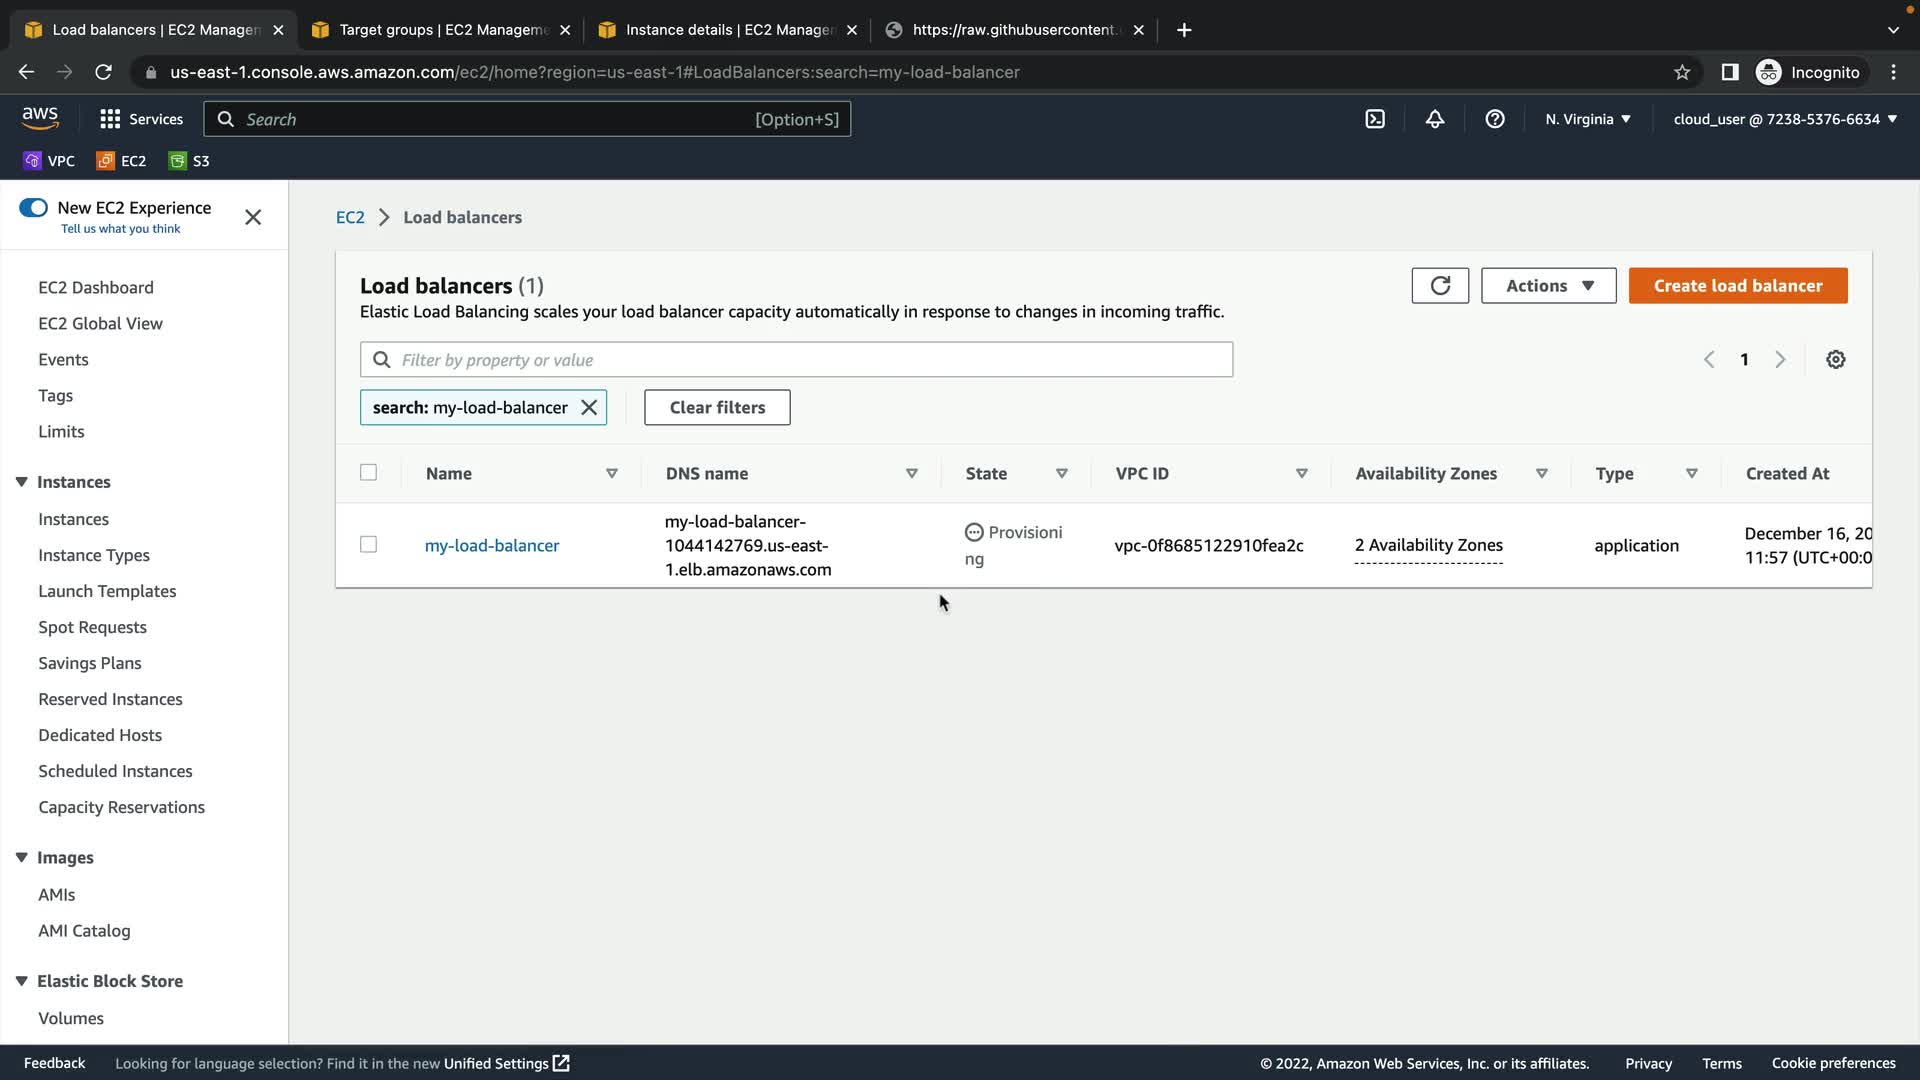 Load balancers | EC2 Managen
Target groups | EC2 Manageme
Instance details | EC2 Manager
https://raw.githubusercontent.
us-east-1.console.aws.amazon.com/ec2/home?region=us-east-1#LoadBalancers:search=my-load-balancer
Incognito
aws
Services
Search
[Option+S]
N. Virginia
cloud_user @ 7238-5376-6634
VPC
EC2
S3
New EC2 Experience
Tell us what you think
EC2 Dashboard
EC2 Global View
Events
Tags
Limits
Instances
Instances
Instance Types
Launch Templates
Spot Requests
Savings Plans
Reserved Instances
Dedicated Hosts
Scheduled Instances
Capacity Reservations
Images
AMIs
AMI Catalog
Elastic Block Store
Volumes
EC2 > Load balancers
Load balancers (1)
Elastic Load Balancing scales your load balancer capacity automatically in response to changes in incoming traffic.
Actions
Create load balancer
Filter by property or value
1
search: my-load-balancer
Clear filters
Name
DNS name
State
VPC ID
Availability Zones
Type
Created At
my-load-balancer
my-load-balancer-
1044142769.us-east-
1.elb.amazonaws.com
Provisioni
ng
vpc-0f8685122910fea2c
2 Availability Zones
application
December 16, 20
11:57 (UTC+00:0
Feedback
Looking for language selection? Find it in the new Unified Settings
© 2022, Amazon Web Services, Inc. or its affiliates.
Privacy
Terms
Cookie preferences